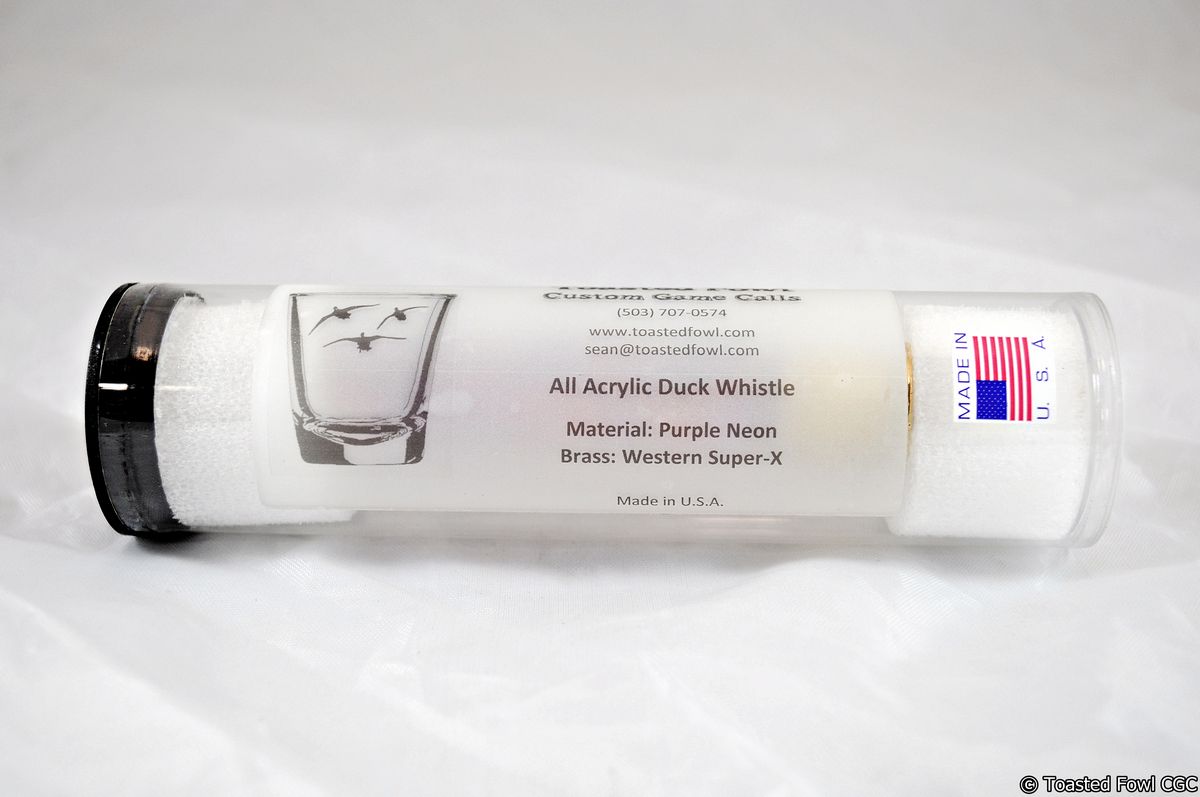 Toasted Fowl
Custom Game Calls
(503) 707-0574
www.toastedfowl.com
sean@toastedfowl.com
All Acrylic Duck Whistle
Material: Purple Neon
Brass: Western Super-X
Made in U.S.A.
MADE IN
U. S. A.
© Toasted Fowl CGC